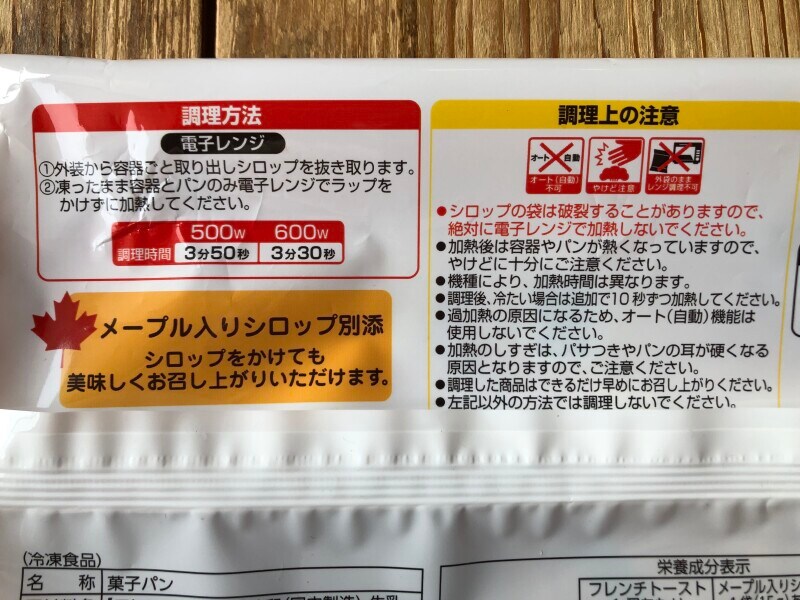 調理方法
電子レンジ
①外装から容器ごと取り出しシロップを抜き取ります。
②凍ったまま容器とパンのみ電子レンジでラップを
かけずに加熱してください。
500W 600W
調理時間 3分50秒 3分30秒
メープル入りシロップ別添
シロップをかけても
美味しくお召し上がりいただけます。
調理上の注意
オート 自動
オート(自動)
不可
やけど注意
外袋のまま
レンジ調理不可
●シロップの袋は破裂することがありますので、
絶対に電子レンジで加熱しないでください。
●加熱後は容器やパンが熱くなっていますので、
やけどに十分にご注意ください。
●機種により、加熱時間は異なります。
●調理後、冷たい場合は追加で10秒ずつ加熱してください。
●過加熱の原因になるため、オート(自動)機能は
使用しないでください。
●加熱のしすぎは、パサつきやパンの耳が硬くなる
原因となりますので、ご注意ください。
●調理した商品はできるだけ早めにお召し上がりください。
●左記以外の方法では調理しないでください。
(冷凍食品)
名 称 菓子パン
栄養成分表示
フレンチトースト メープル入りシ